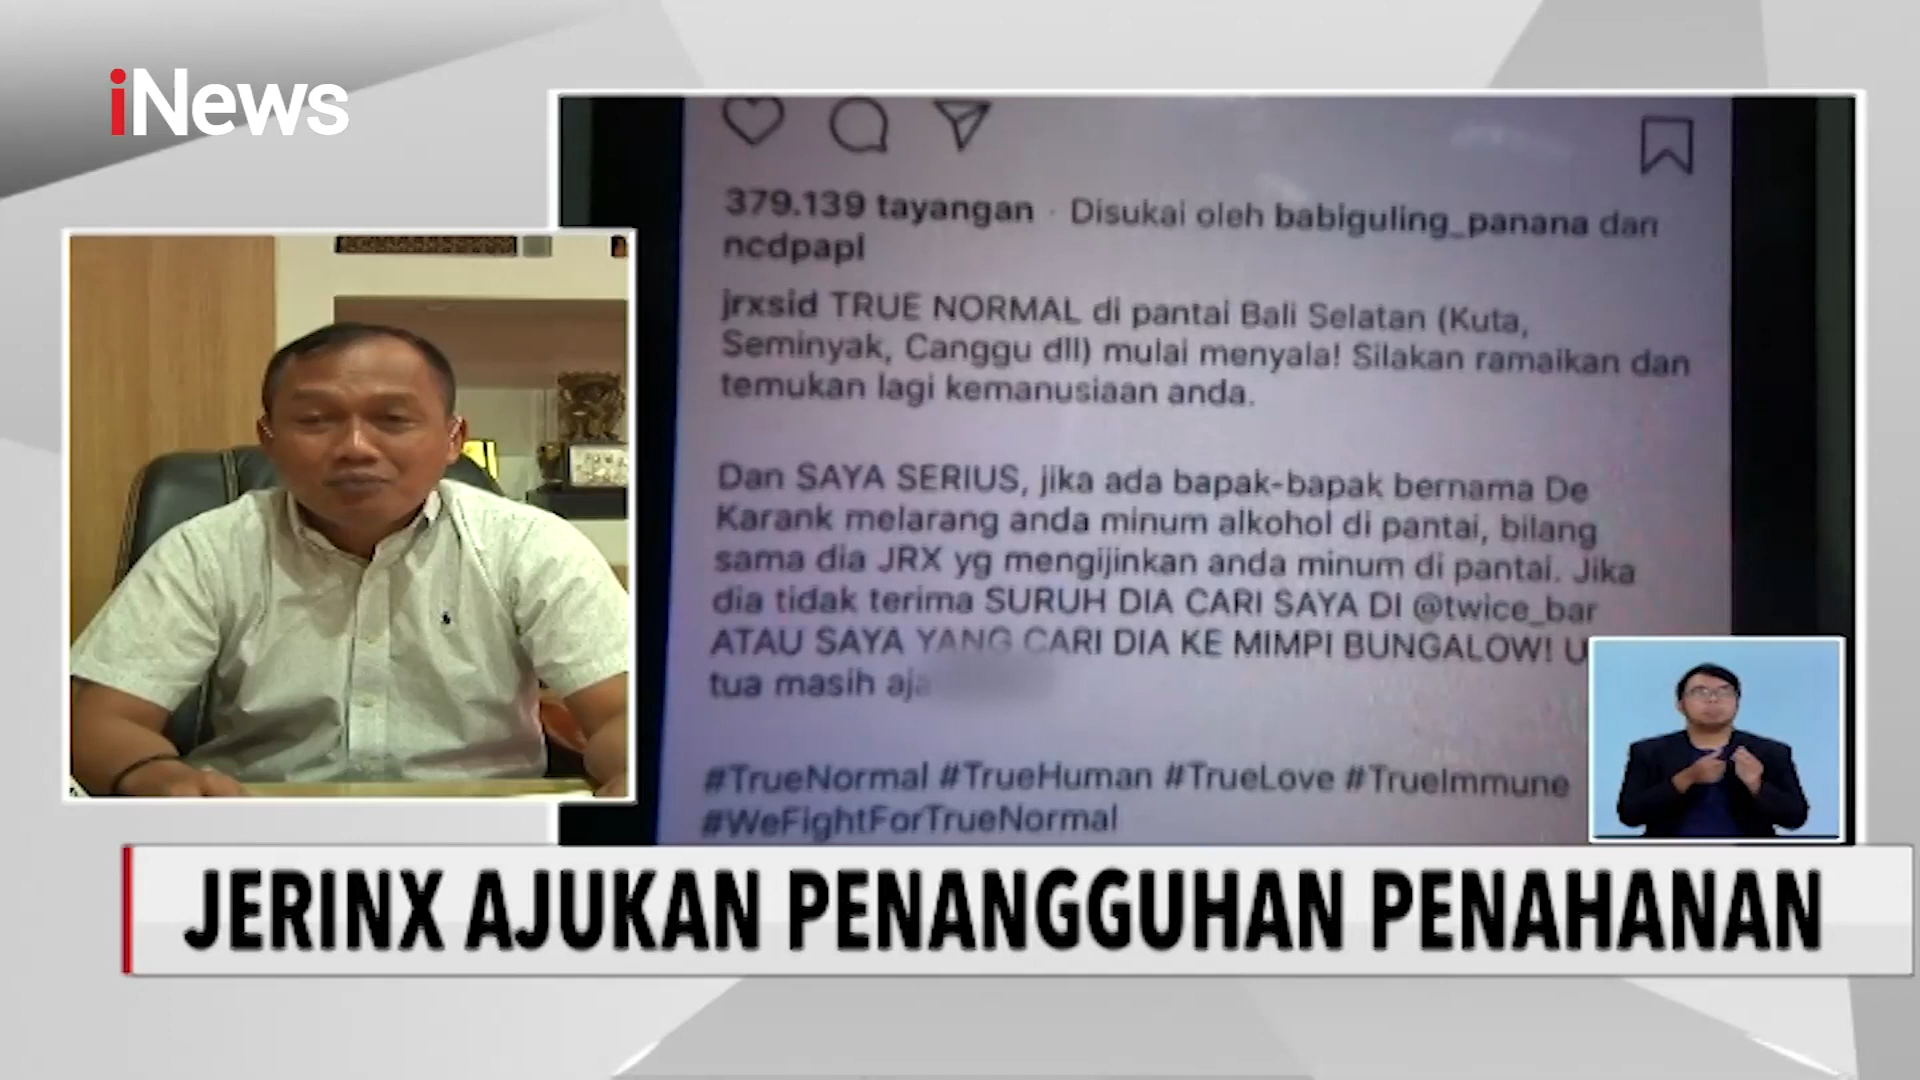 iNews
379.139 tayangan · Disukai oleh babiguling_panana dan
ncdpapl
jrxsid TRUE NORMAL di pantai Bali Selatan (Kuta,
Seminyak, Canggu dll) mulai menyala! Silakan ramaikan dan
temukan lagi kemanusiaan anda.
Dan SAYA SERIUS, jika ada bapak-bapak bernama De
Karank melarang anda minum alkohol di pantai, bilang
sama dia JRX yg mengijinkan anda minum di pantai. Jika
dia tidak terima SURUH DIA CARI SAYA DI @twice_bar
ATAU SAYA YANG CARI DIA KE MIMPI BUNGALOW! U
tua masih aja
#TrueNormal #TrueHuman #TrueLove #TrueImmune
#WeFightForTrueNormal
JERINX AJUKAN PENANGGUHAN PENAHANAN